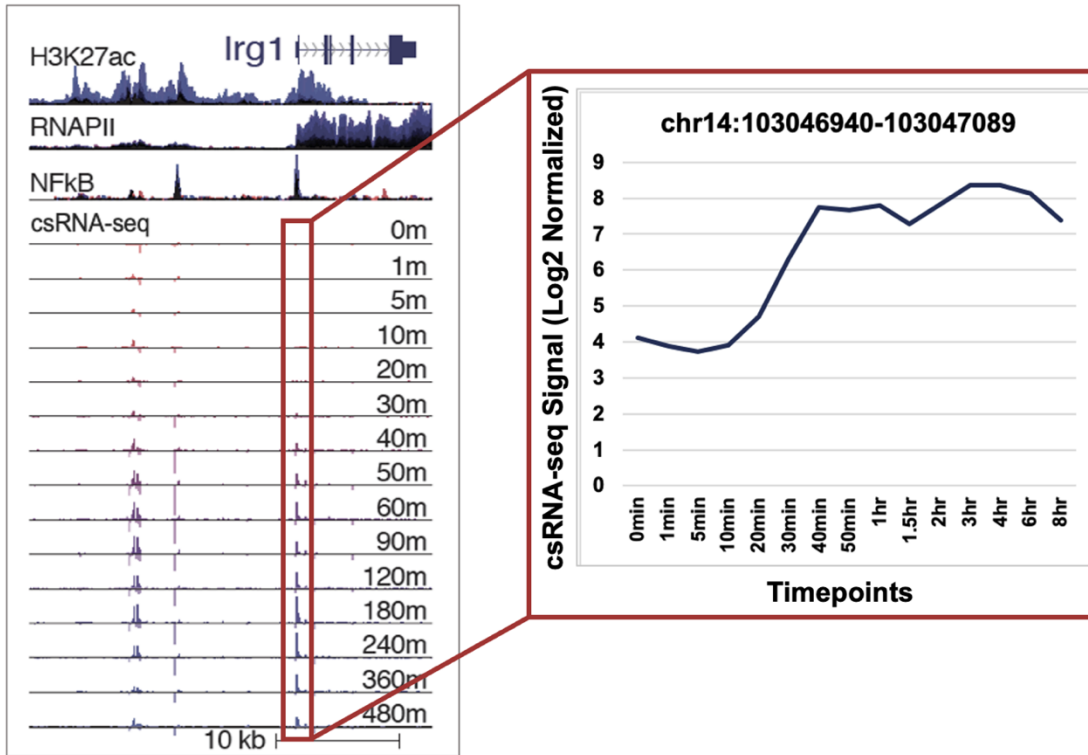 Irg1
H3K27ac
RNAPII
NFkB
csRNA-seq
0m
1m
5m
10m
20m
30m
40m
50m
60m
90m
120m
180m
240m
360m
480m
10 kb
chr14:103046940-103047089
csRNA-seq Signal (Log2 Normalized)
9
8
7
6
5
4
3
2
1
0
0min
1min
5min
10min
20min
30min
40min
50min
1hr
1.5hr
2hr
3hr
4hr
6hr
8hr
Timepoints